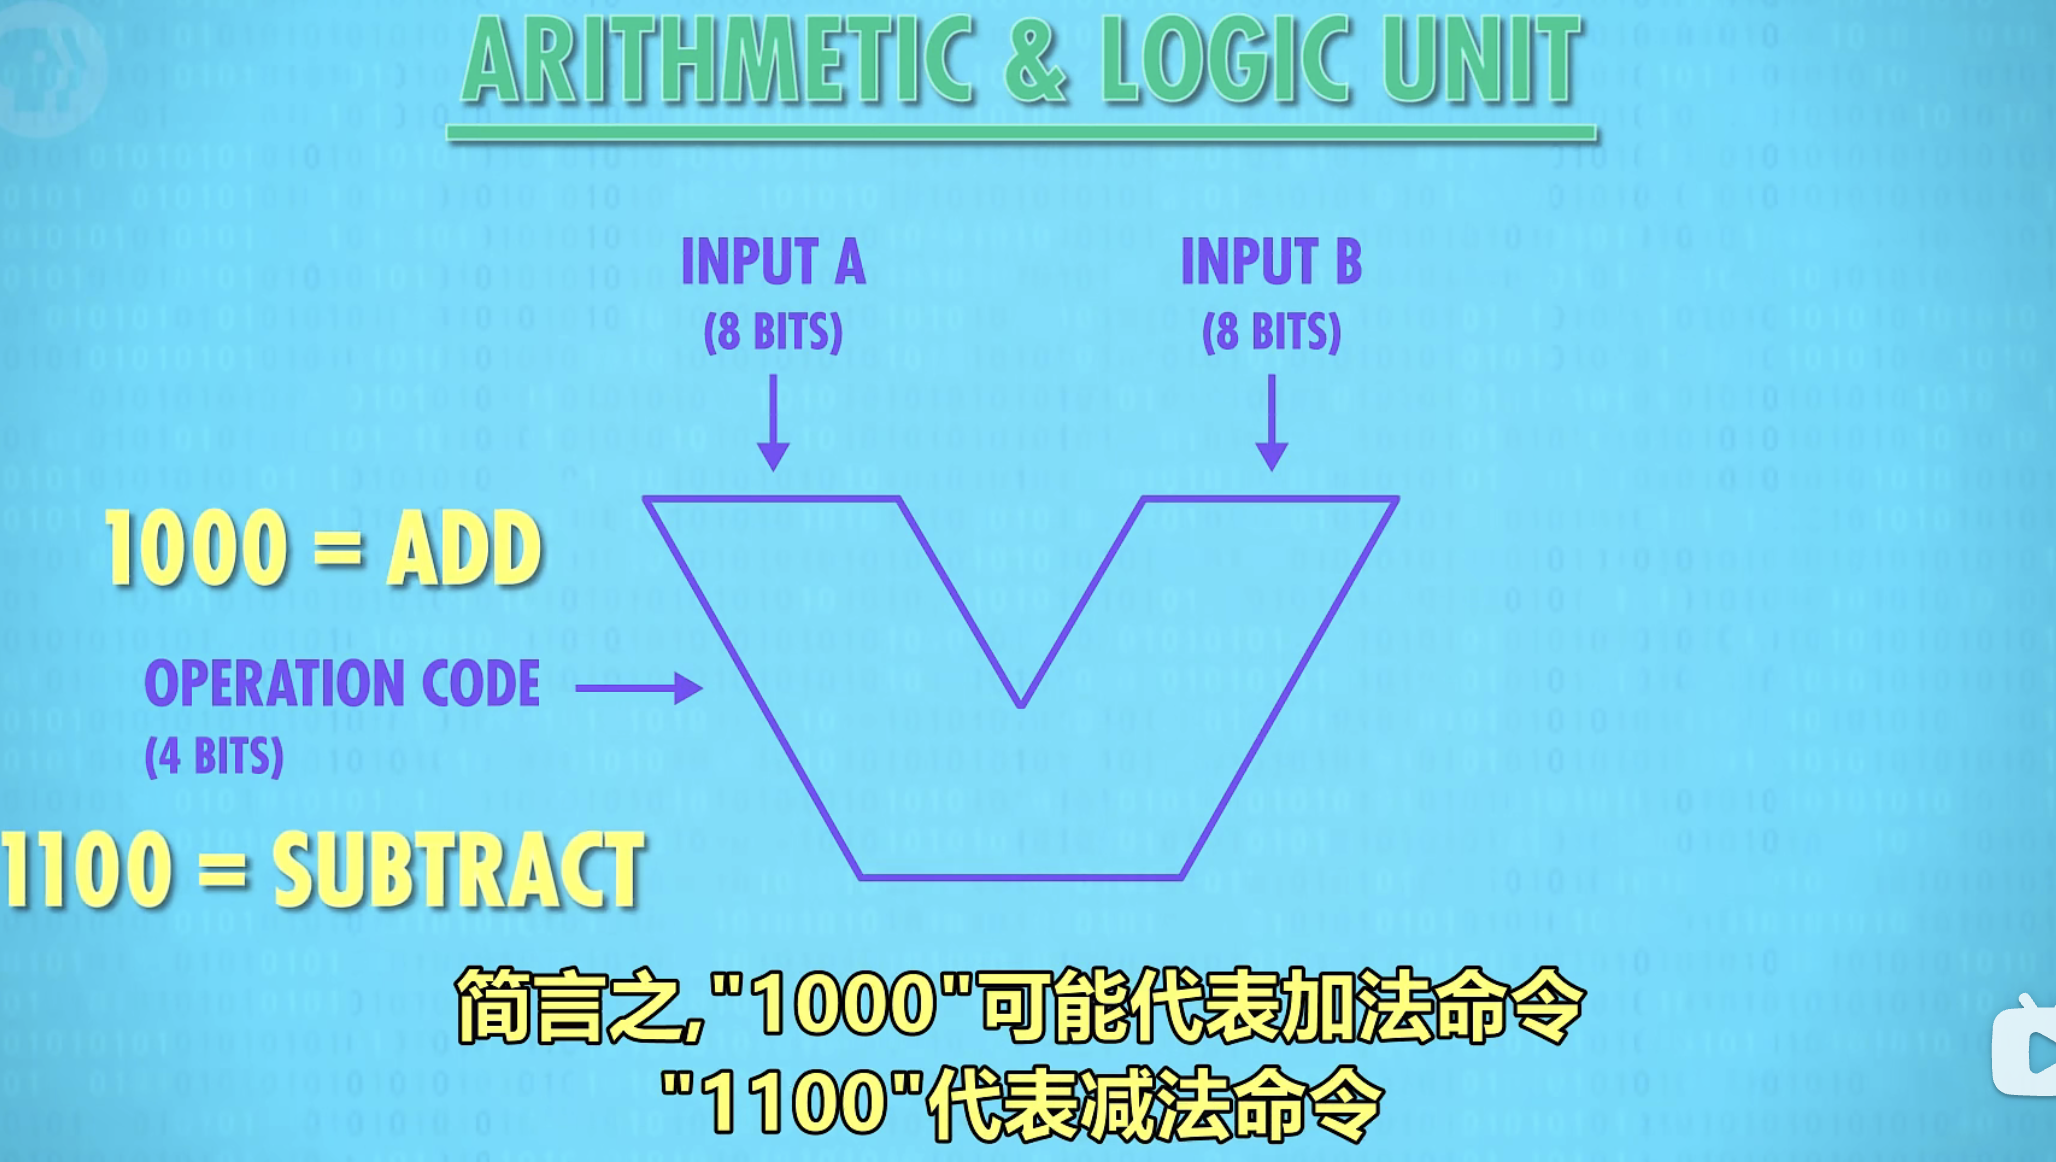 ARITHMETIC & LOGIC UNIT
INPUT A
(8 BITS)
INPUT B
(8 BITS)
1000 = ADD
OPERATION CODE
(4 BITS)
1100 = SUBTRACT
简言之,"1000"可能代表加法命令
"1100"代表减法命令